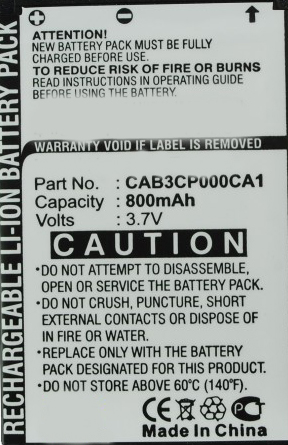 ATTENTION!
NEW BATTERY PACK MUST BE FULLY
CHARGED BEFORE USE.
TO REDUCE RISK OF FIRE OR BURNS
READ INSTRUCTIONS IN OPERATING GUIDE
BEFORE USING THE BATTERY.
WARRANTY VOID IF LABEL IS REMOVED
Part No. : CAB3CP000CA1
Capacity : 800mAh
Volts : 3.7V
CAUTION
•DO NOT ATTEMPT TO DISASSEMBLE,
OPEN OR SERVICE THE BATTERY PACK.
•DO NOT CRUSH, PUNCTURE, SHORT
EXTERNAL CONTACTS OR DISPOSE OF
IN FIRE OR WATER.
•REPLACE ONLY WITH THE BATTERY
PACK DESIGNATED FOR THIS PRODUCT.
•DO NOT STORE ABOVE 60°C (140°F).
CE
Made In China
RECHARGEABLE LI-ION BATTERY PACK